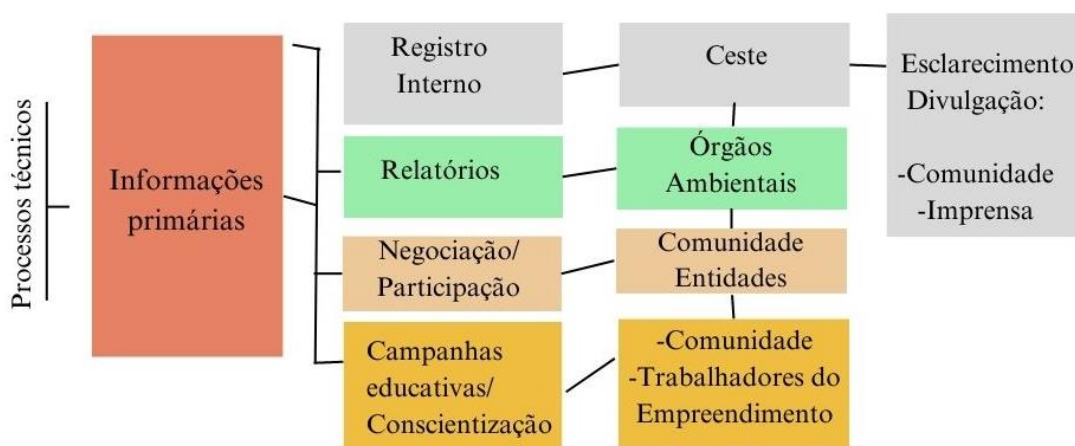 Processos técnicos
Informações
primárias
Registro
Interno
Ceste
Esclarecimento
Divulgação:
-Comunidade
-Imprensa
Relatórios
Órgãos
Ambientais
Negociação/
Participação
Comunidade
Entidades
Campanhas
educativas/
Conscientização
-Comunidade
-Trabalhadores do
Empreendimento